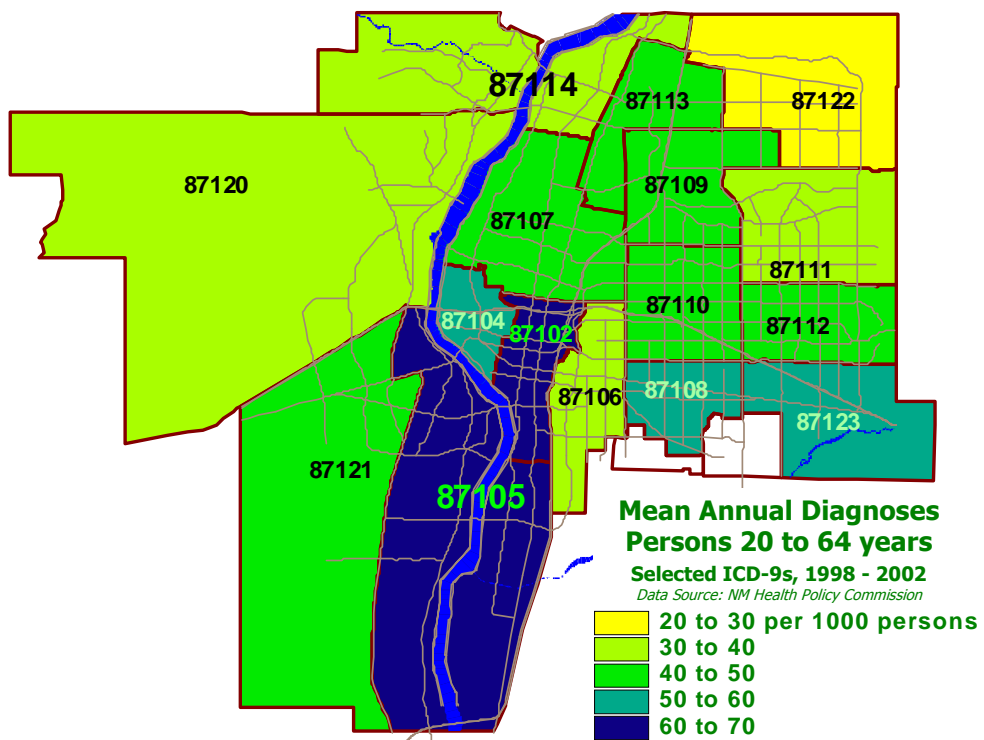 87114
87113
87122
87120
87109
87107
87111
87110
87104
87102
87112
87106
87108
87123
87121
87105
Mean Annual Diagnoses
Persons 20 to 64 years
Selected ICD-9s, 1998 - 2002
Data Source: NM Health Policy Commission
20 to 30 per 1000 persons
30 to 40
40 to 50
50 to 60
60 to 70